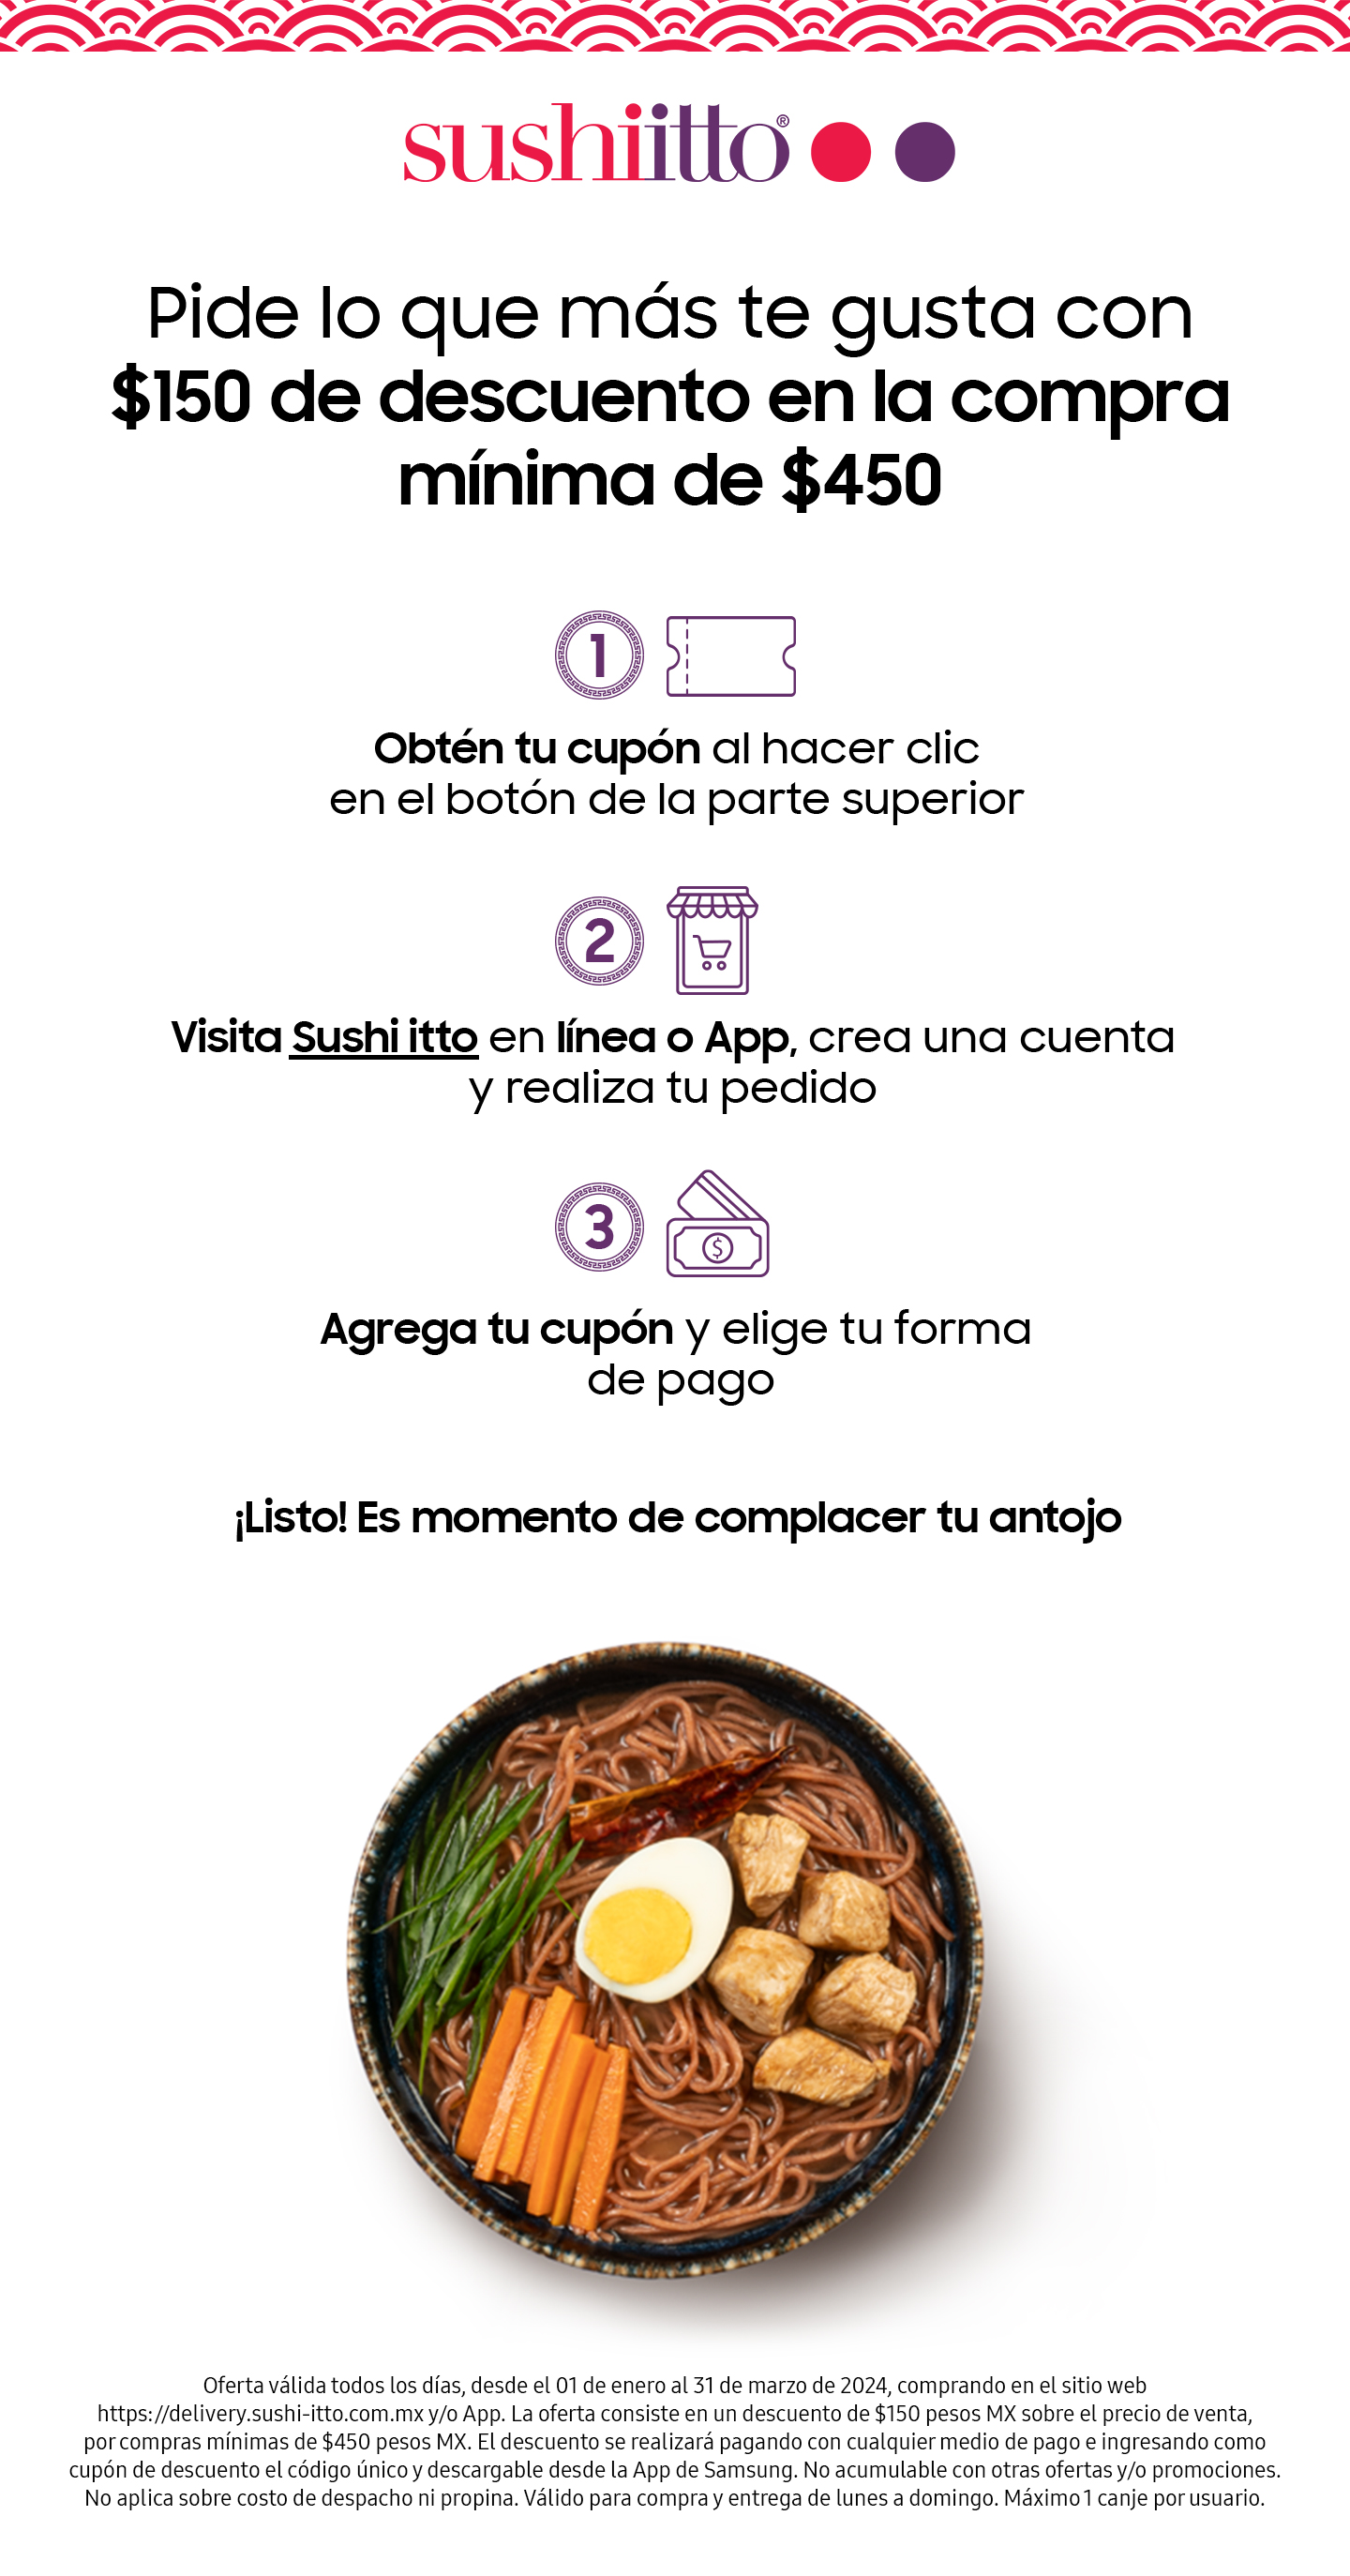 sushiitto®
Pide lo que más te gusta con
$150 de descuento en la compra
mínima de $450
1
Obtén tu cupón al hacer clic
en el botón de la parte superior
2
Visita Sushi itto en línea o App, crea una cuenta
y realiza tu pedido
3
$
Agrega tu cupón y elige tu forma
de pago
¡Listo! Es momento de complacer tu antojo
Oferta válida todos los días, desde el 01 de enero al 31 de marzo de 2024, comprando en el sitio web
https://delivery.sushi-itto.com.mx y/o App. La oferta consiste en un descuento de $150 pesos MX sobre el precio de venta,
por compras mínimas de $450 pesos MX. El descuento se realizará pagando con cualquier medio de pago e ingresando como
cupón de descuento el código único y descargable desde la App de Samsung. No acumulable con otras ofertas y/o promociones.
No aplica sobre costo de despacho ni propina. Válido para compra y entrega de lunes a domingo. Máximo 1 canje por usuario.